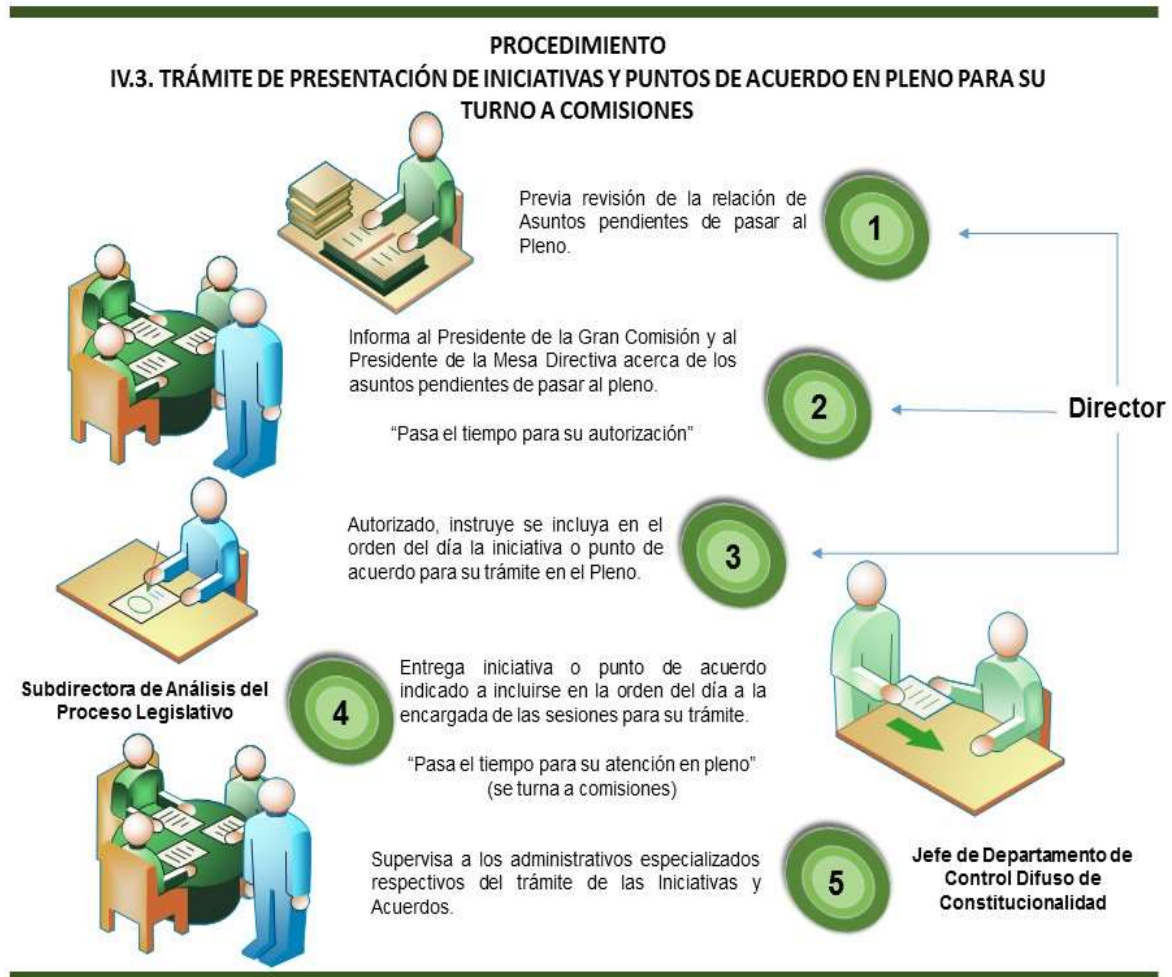 PROCEDIMIENTO
IV.3. TRÁMITE DE PRESENTACIÓN DE INICIATIVAS Y PUNTOS DE ACUERDO EN PLENO PARA SU
TURNO A COMISIONES
Previa revisión de la relación de
Asuntos pendientes de pasar al
Pleno.
1
Informa al Presidente de la Gran Comisión y al
Presidente de la Mesa Directiva acerca de los
asuntos pendientes de pasar al pleno.
“Pasa el tiempo para su autorización”
2
Director
Autorizado, instruye se incluya en el
orden del día la iniciativa o punto de
acuerdo para su trámite en el Pleno.
3
Subdirectora de Análisis del
Proceso Legislativo
4
Entrega iniciativa o punto de acuerdo
indicado a incluirse en la orden del día a la
encargada de las sesiones para su trámite.
“Pasa el tiempo para su atención en pleno”
(se turna a comisiones)
Supervisa a los administrativos especializados
respectivos del trámite de las Iniciativas y
Acuerdos.
5
Jefe de Departamento de
Control Difuso de
Constitucionalidad